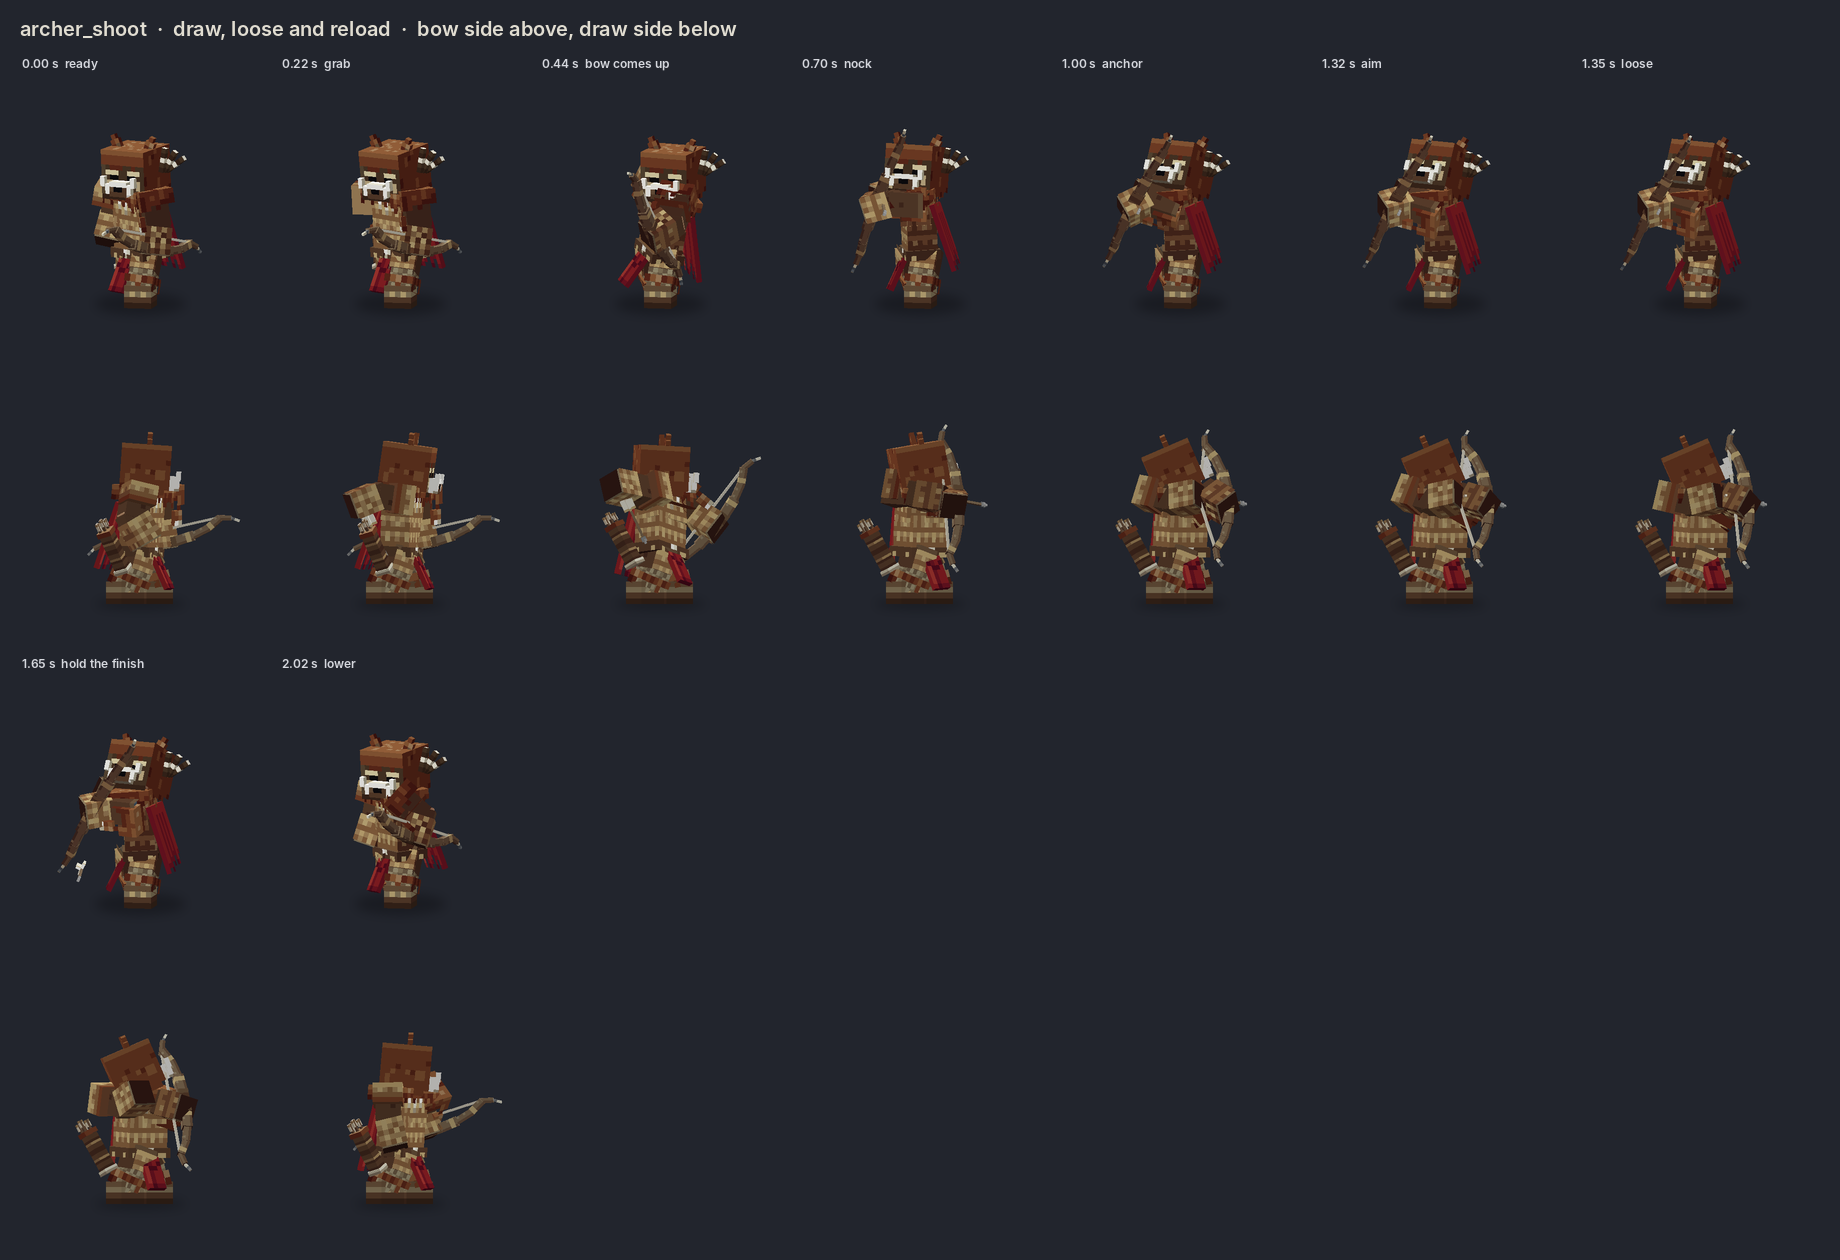 archer_shoot · draw, loose and reload · bow side above, draw side below
0.00 s ready
0.22 s grab
0.44 s bow comes up
0.70 s nock
1.00 s anchor
1.32 s aim
1.35 s loose
1.65 s hold the finish
2.02 s lower